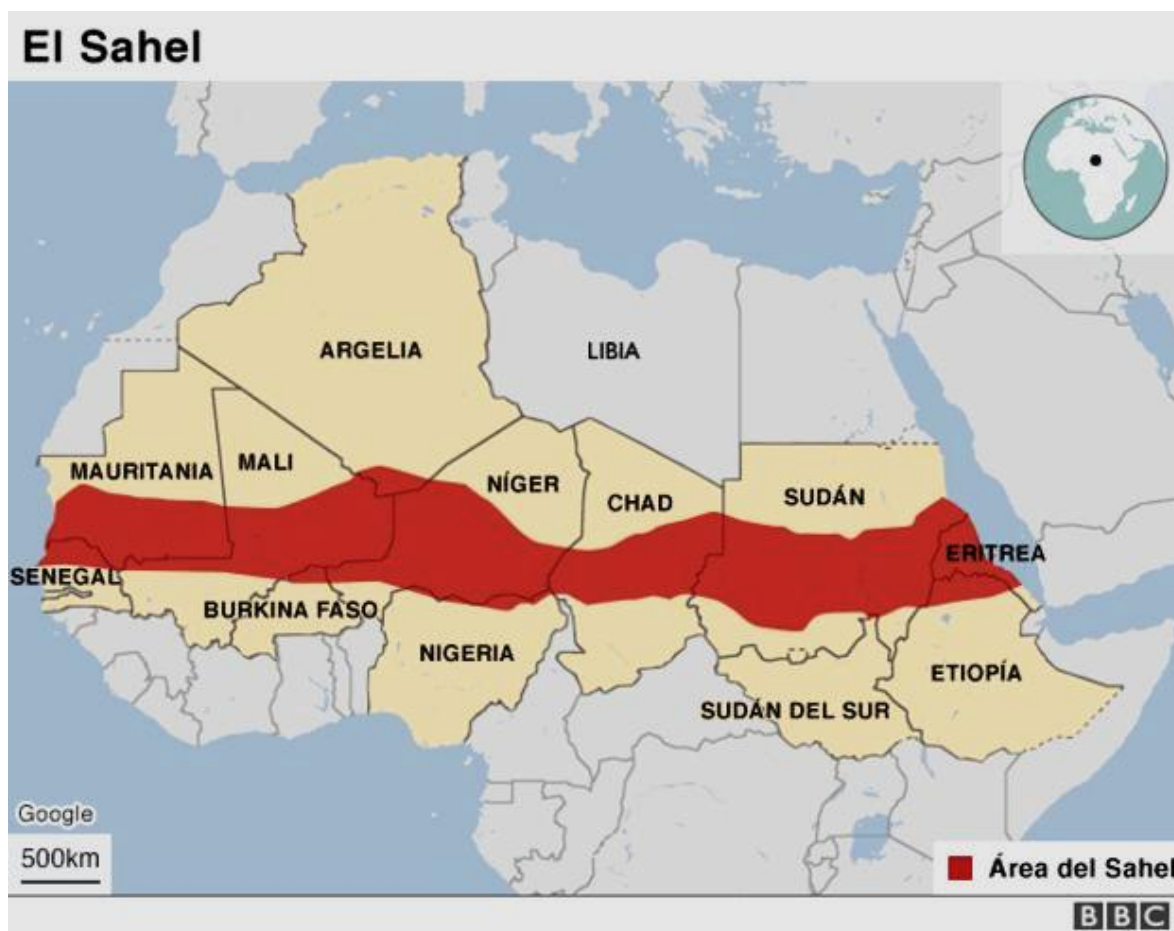 El Sahel
ARGELIA
LIBIA
MAURITANIA
MALI
NÍGER
CHAD
SUDÁN
ERITREA
SENEGAL
BURKINA FASO
NIGERIA
ETIOPÍA
SUDÁN DEL SUR
Google
500km
Área del Sahel
BBC